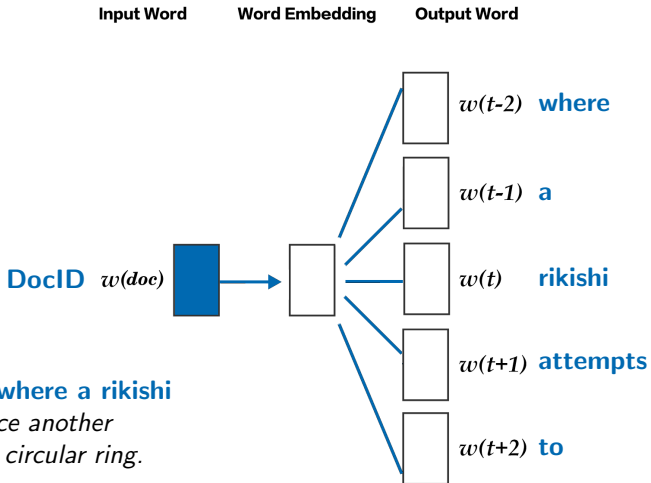 Input Word Word Embedding Output Word
w(t-2) where
w(t-1) a
DocID w(doc)
w(t) rikishi
w(t+1) attempts
where a rikishi
ce another
circular ring.
w(t+2) to